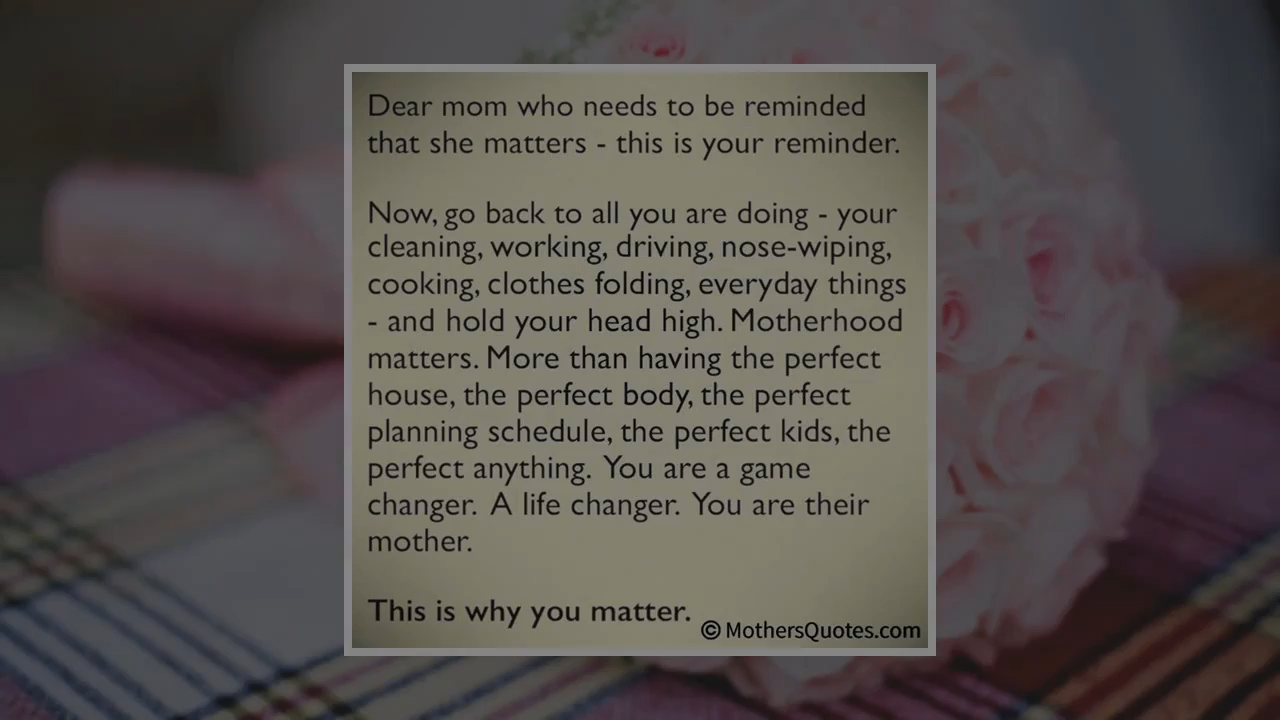 Dear mom who needs to be reminded
that she matters - this is your reminder.
Now, go back to all you are doing - your
cleaning, working, driving, nose-wiping,
cooking, clothes folding, everyday things
- and hold your head high. Motherhood
matters. More than having the perfect
house, the perfect body, the perfect
planning schedule, the perfect kids, the
perfect anything. You are a game
changer. A life changer. You are their
mother.
This is why you matter.
© MothersQuotes.com